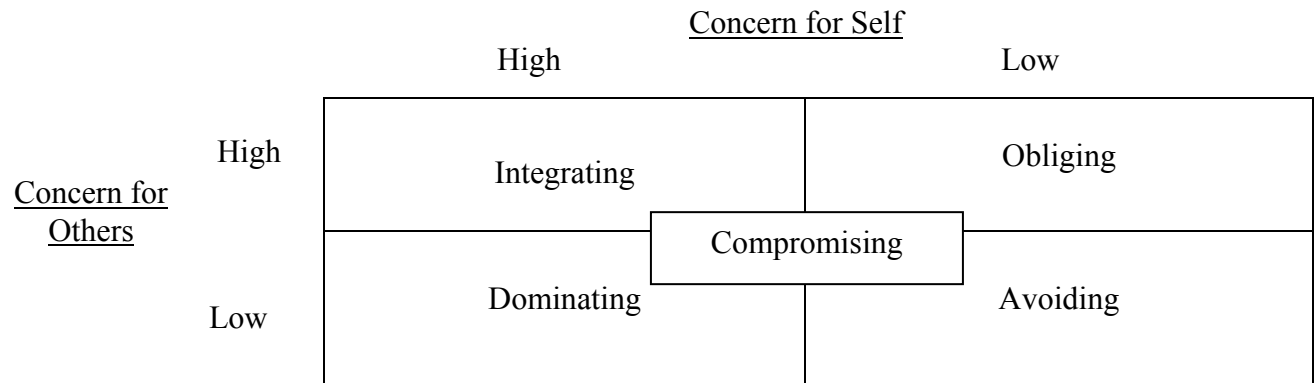 Concern for Self
High Low
High
Integrating
Obliging
Concern for
Others
Compromising
Low
Dominating
Avoiding